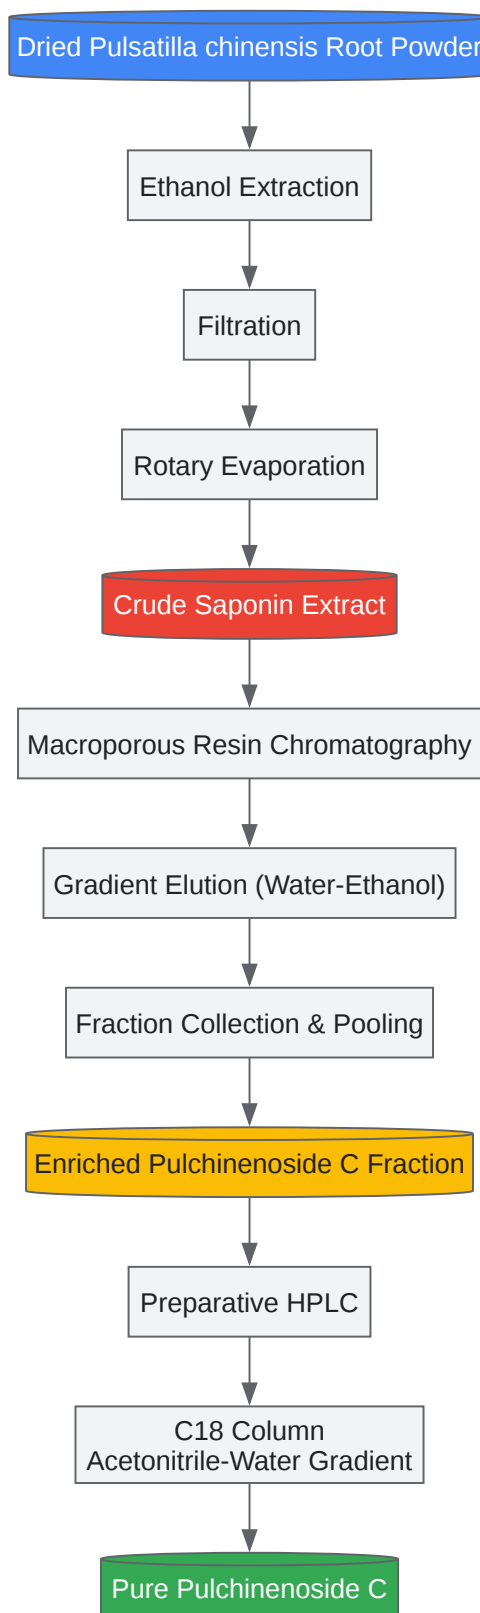 Dried Pulsatilla chinensis Root Powder
Ethanol Extraction
Filtration
Rotary Evaporation
Crude Saponin Extract
Macroporous Resin Chromatography
Gradient Elution (Water-Ethanol)
Fraction Collection & Pooling
Enriched Pulchinenoside C Fraction
Preparative HPLC
C18 Column
Acetonitrile-Water Gradient
Pure Pulchinenoside C